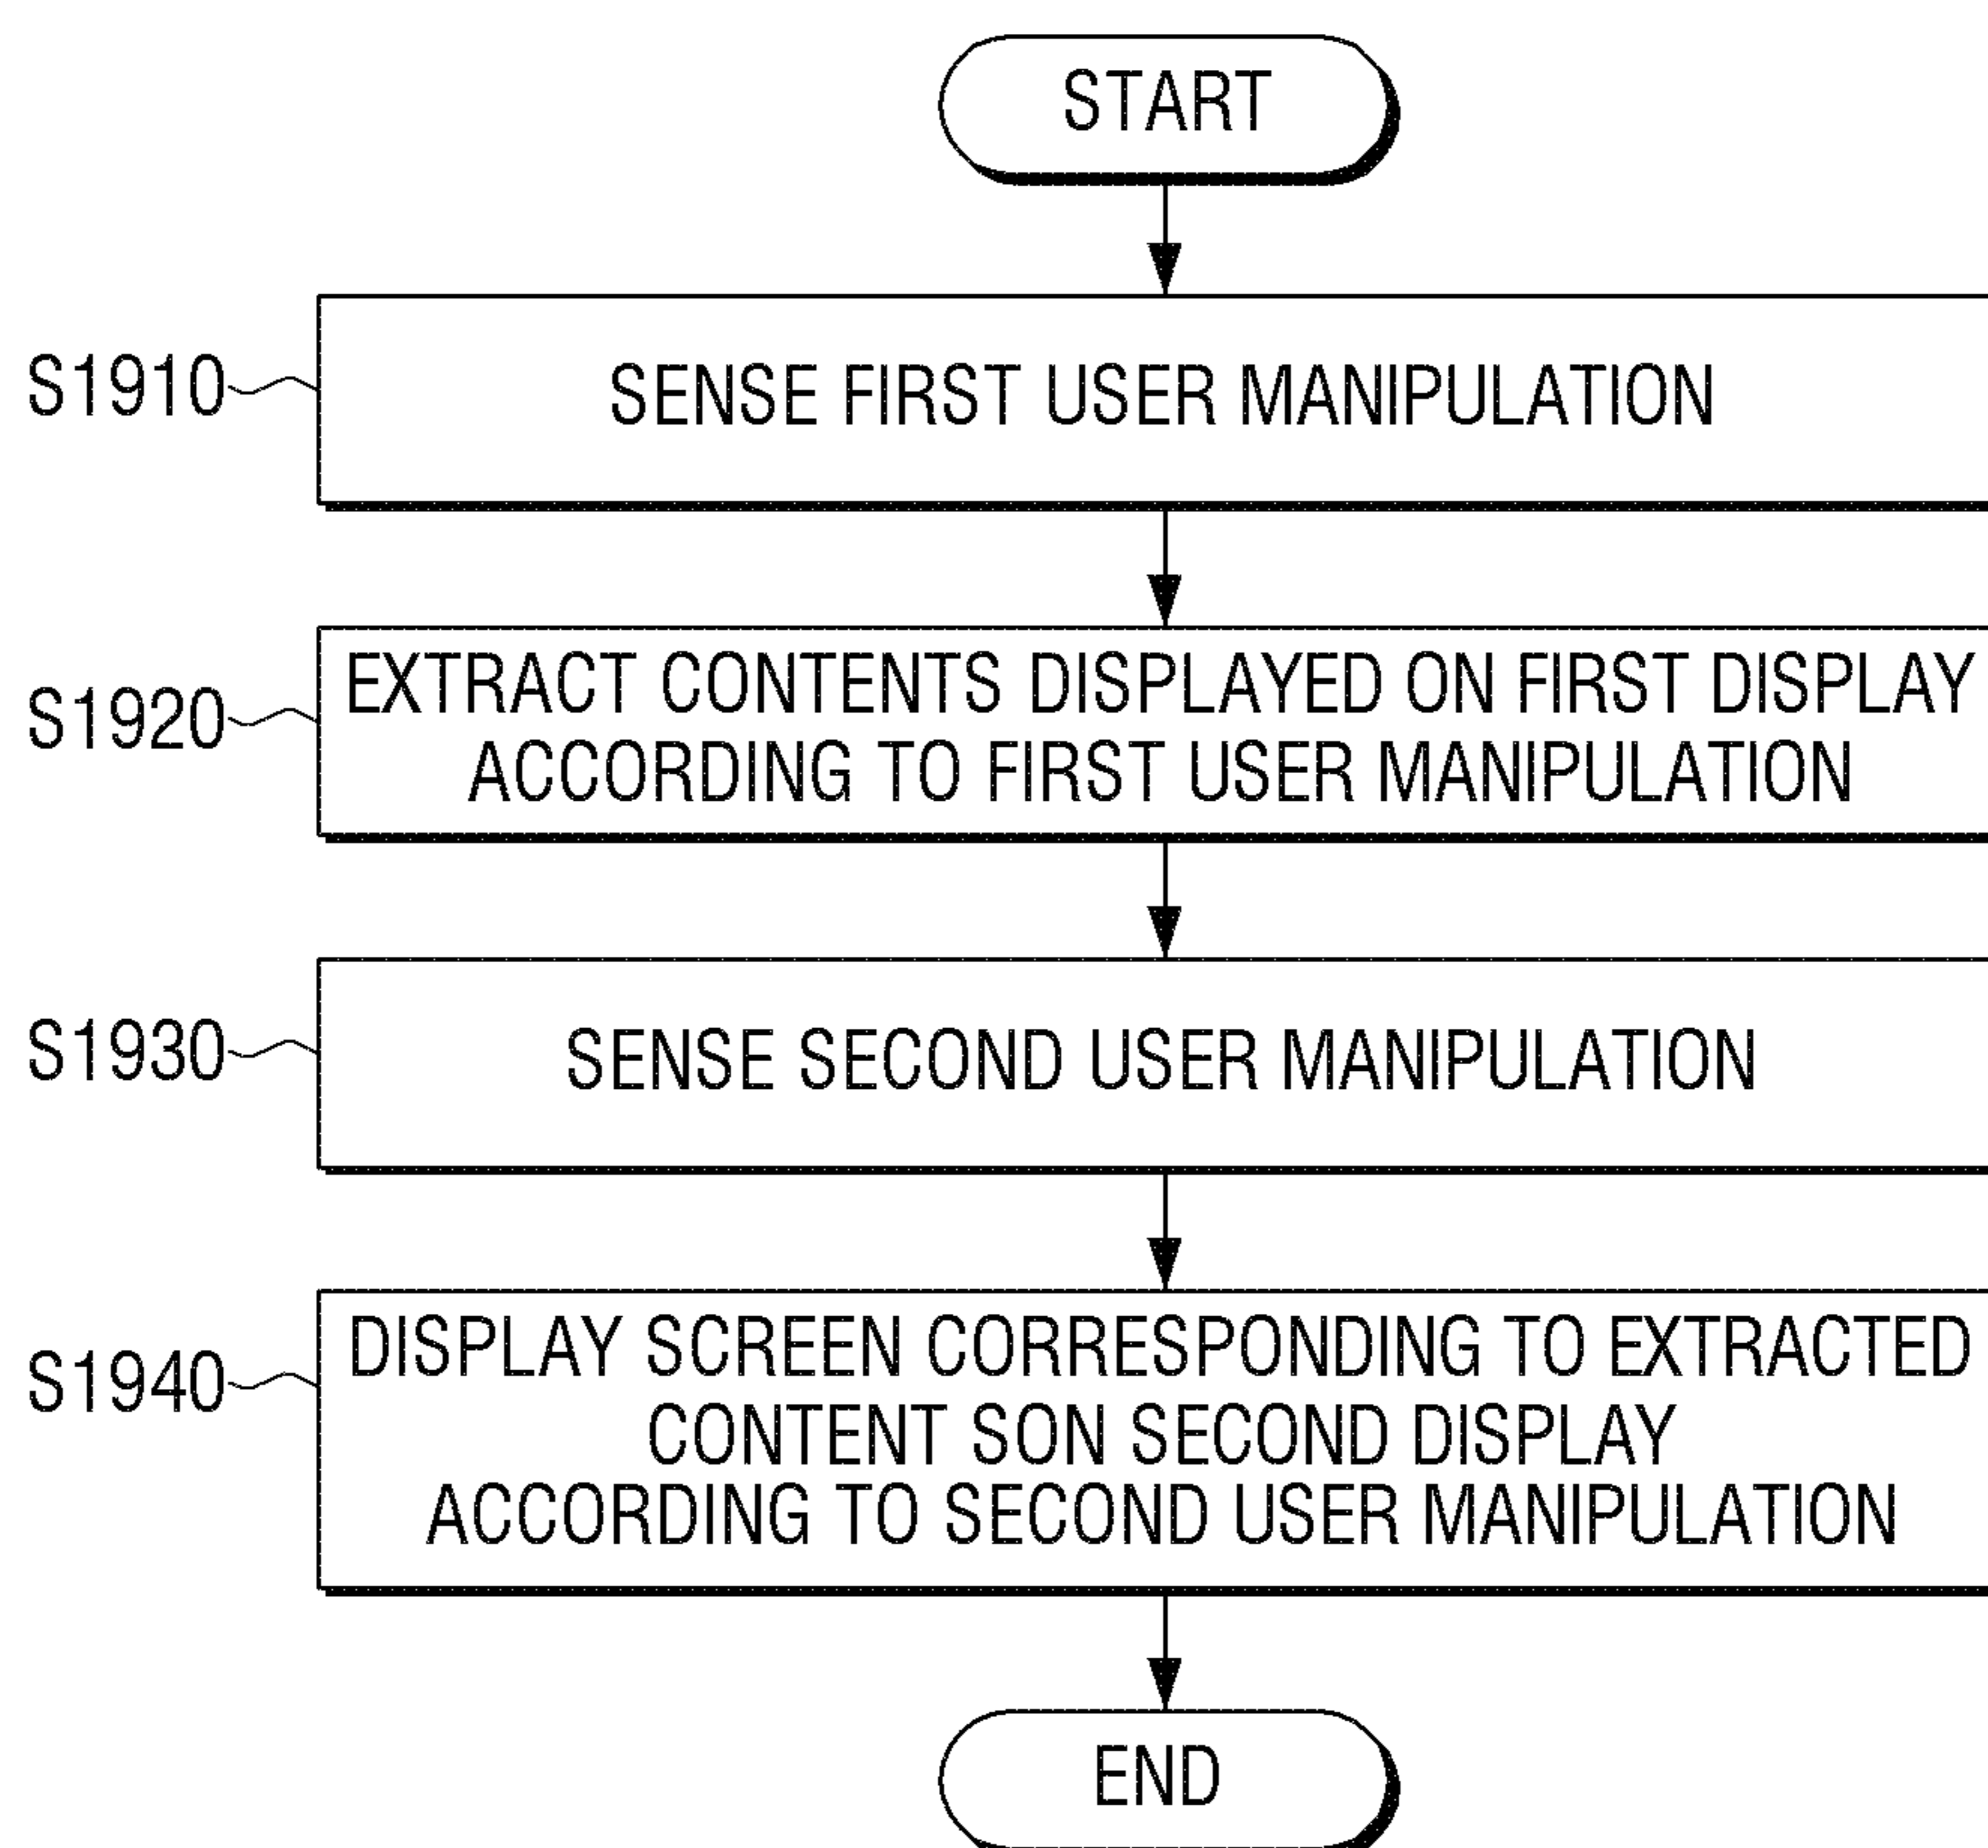 START
S1910
SENSE FIRST USER MANIPULATION
S1920
EXTRACT CONTENTS DISPLAYED ON FIRST DISPLAY
ACCORDING TO FIRST USER MANIPULATION
S1930
SENSE SECOND USER MANIPULATION
S1940
DISPLAY SCREEN CORRESPONDING TO EXTRACTED
CONTENT SON SECOND DISPLAY
ACCORDING TO SECOND USER MANIPULATION
END